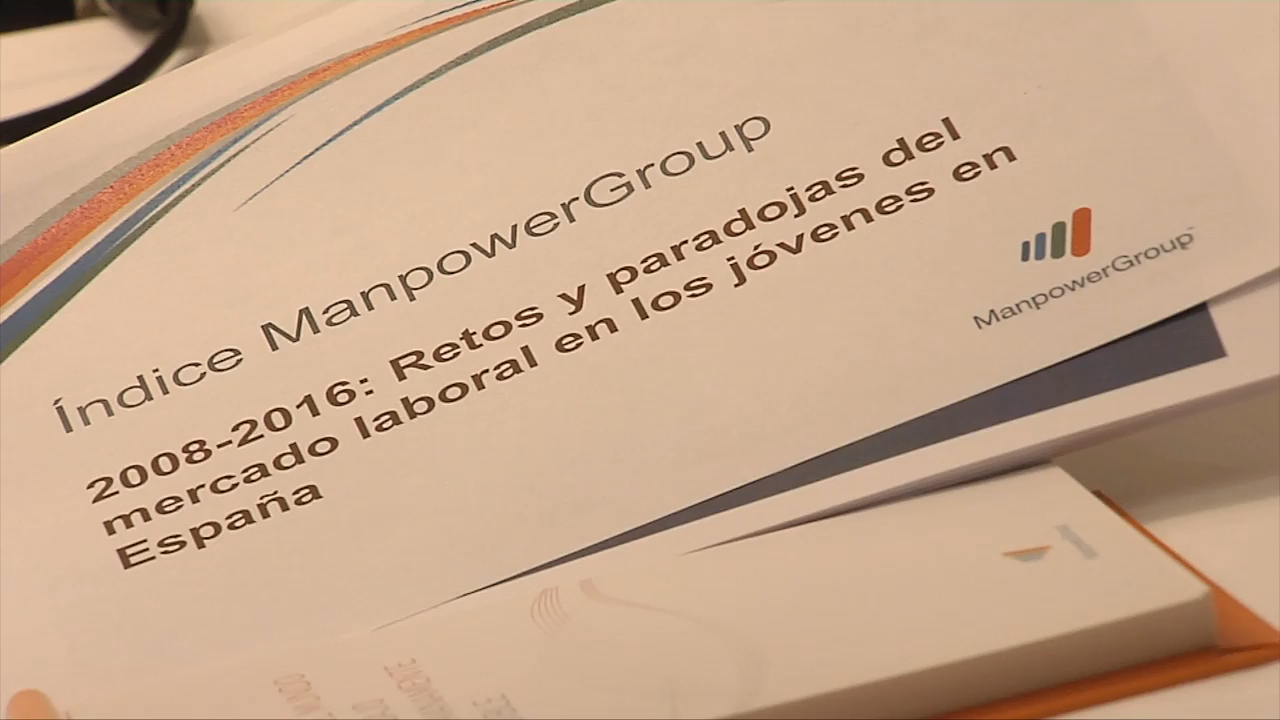 Índice ManpowerGroup
2008-2016: Retos y paradojas del
mercado laboral en los jóvenes en
España
ManpowerGroup